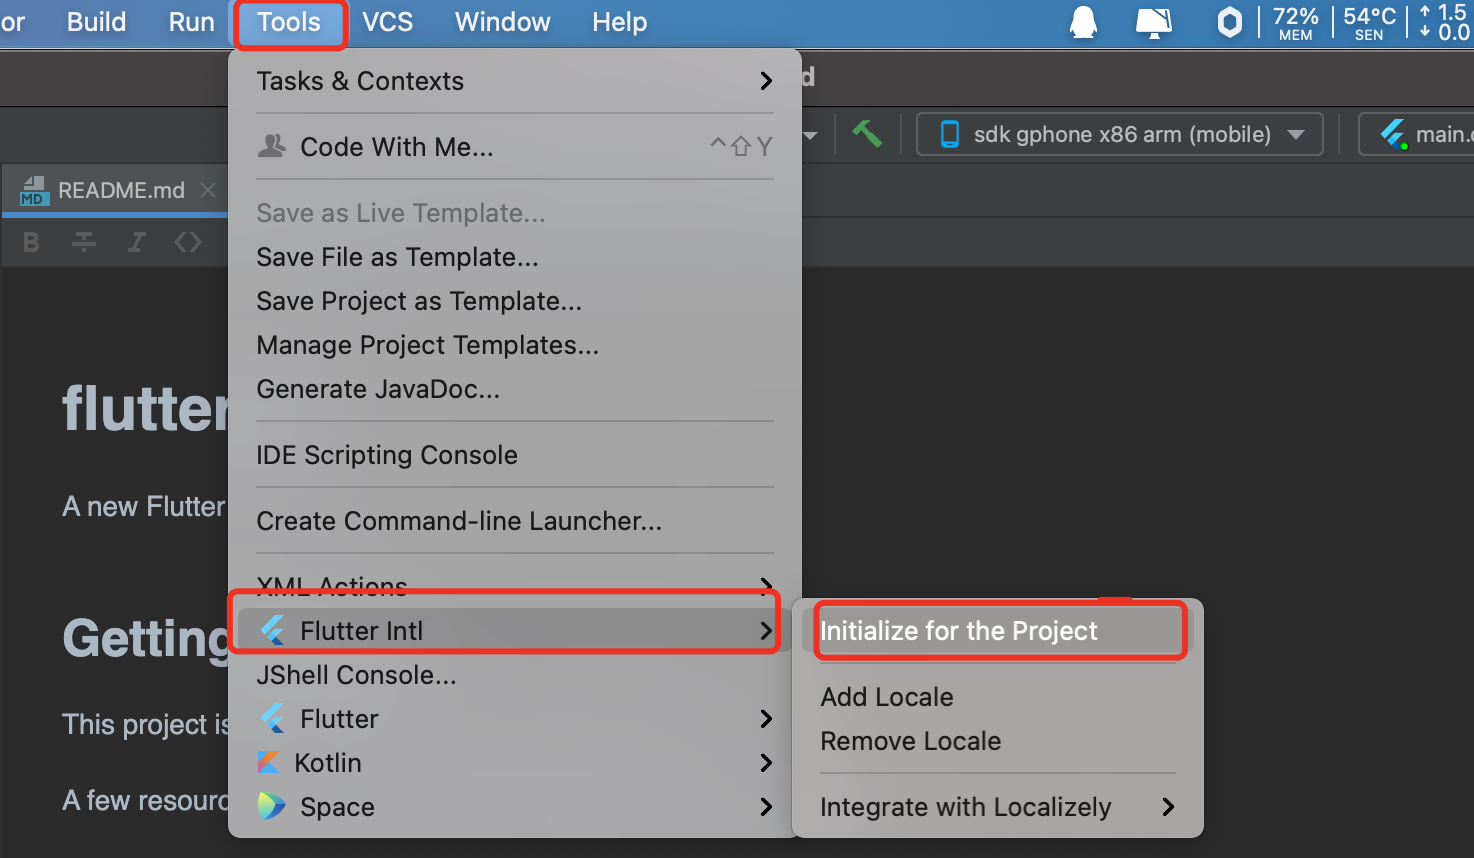 or Build Run Tools VCS Window Help 72% MEM 54°C SEN ↑ 1.5 ↓ 0.0
d
sdk gphone x86 arm (mobile) main.
README.md
MD
B I <>
Tasks & Contexts
Code With Me... ^⇧Y
Save as Live Template...
Save File as Template...
Save Project as Template...
Manage Project Templates...
Generate JavaDoc...
IDE Scripting Console
Create Command-line Launcher...
XML Actions
Flutter Intl
JShell Console...
Flutter
Kotlin
Space
Initialize for the Project
Add Locale
Remove Locale
Integrate with Localizely
flutter
A new Flutter
Getting
This project is
A few resourc